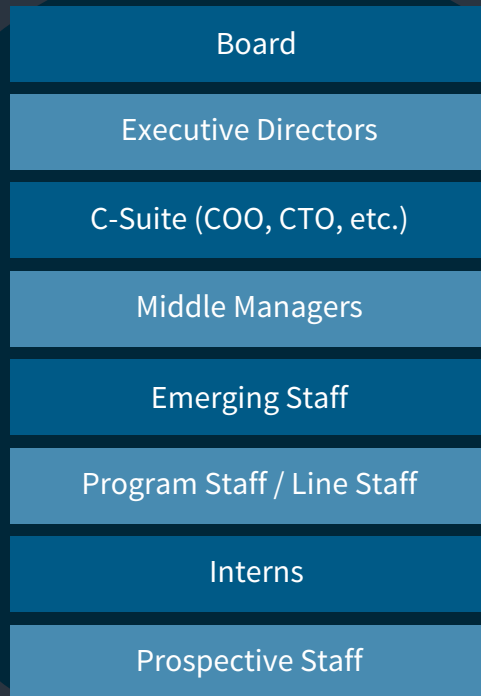 Board
Executive Directors
C-Suite (COO, CTO, etc.)
Middle Managers
Emerging Staff
Program Staff / Line Staff
Interns
Prospective Staff